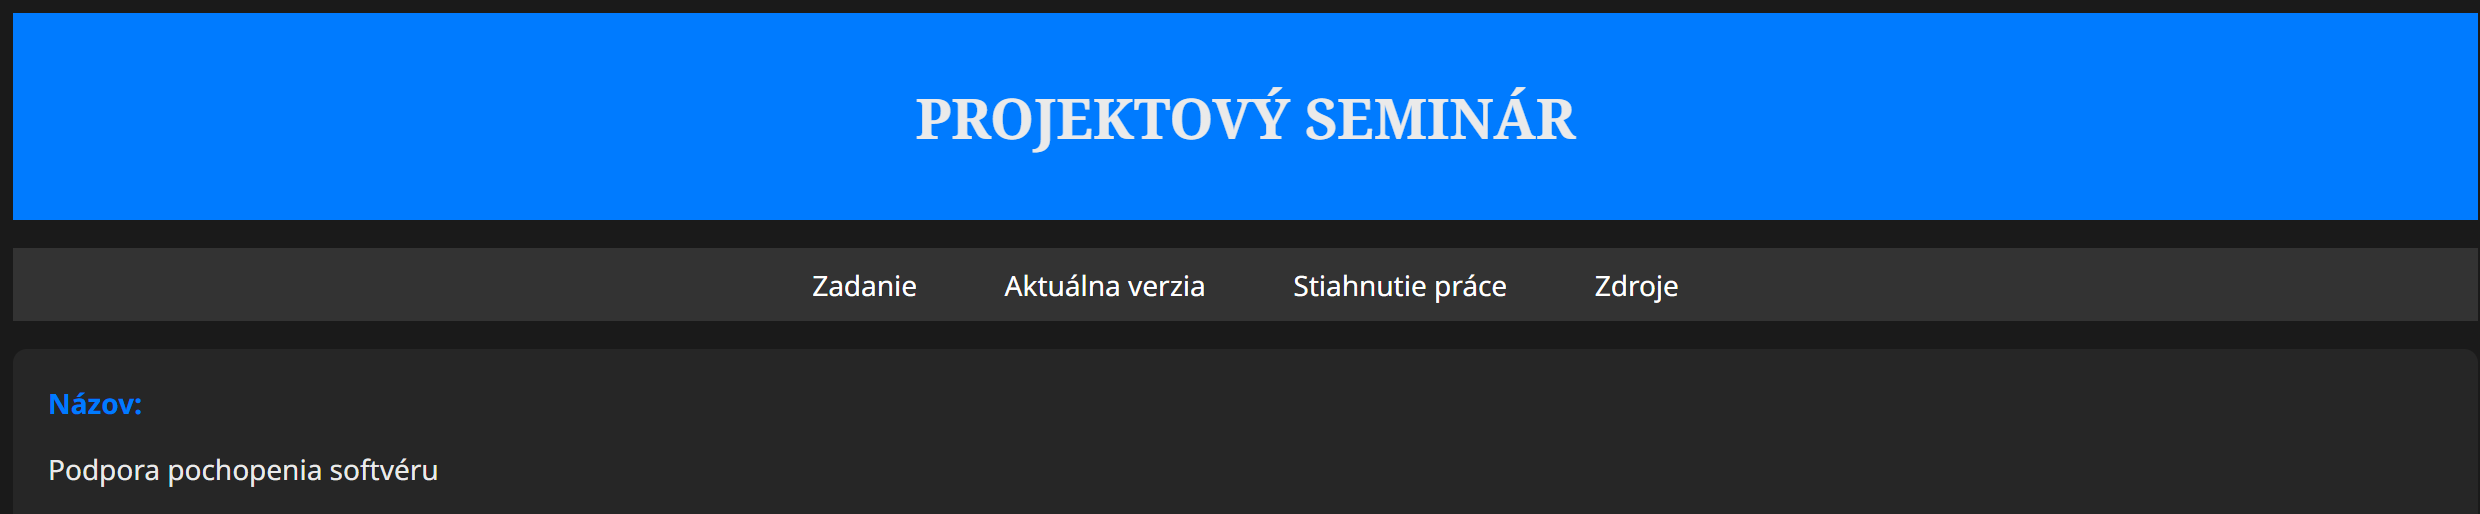 PROJEKTOVÝ SEMINÁR
Zadanie Aktuálna verzia Stiahnutie práce Zdroje
Názov:
Podpora pochopenia softvéru